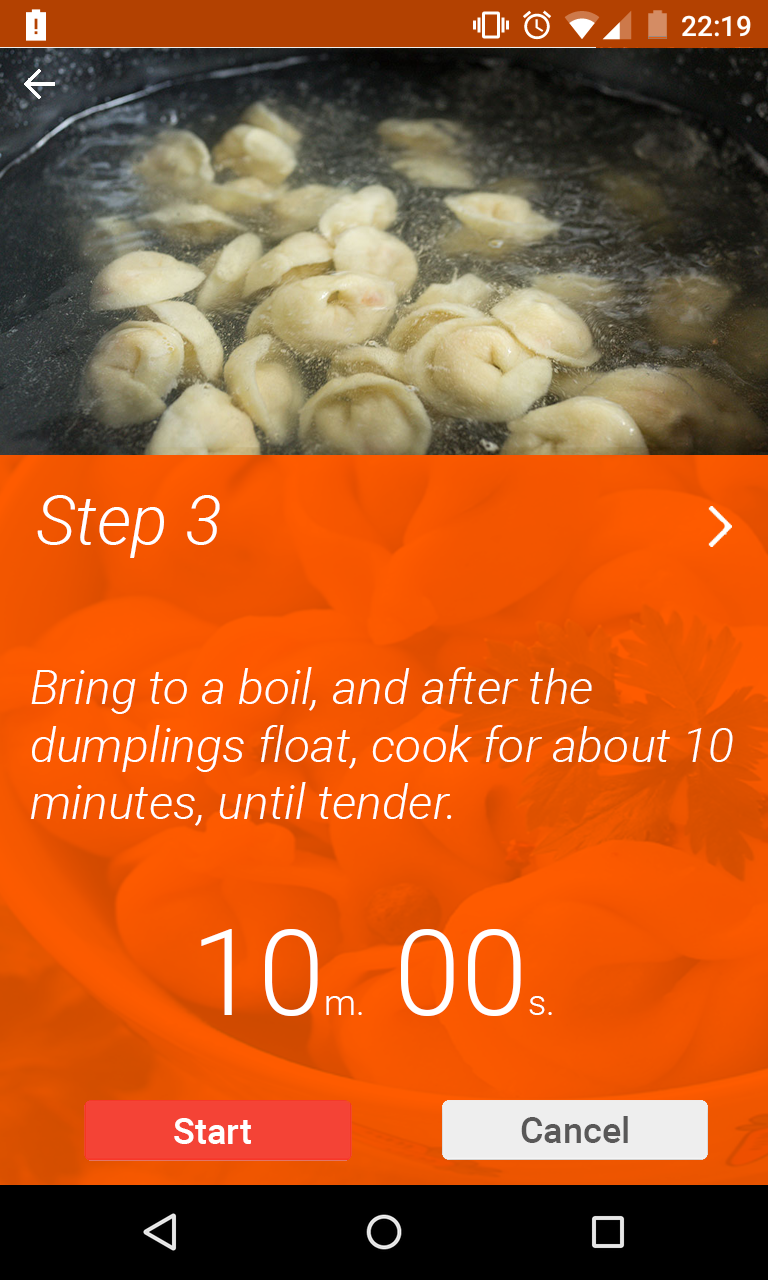 22:19
Step 3
Bring to a boil, and after the
dumplings float, cook for about 10
minutes, until tender.
10m. 00s.
Start Cancel